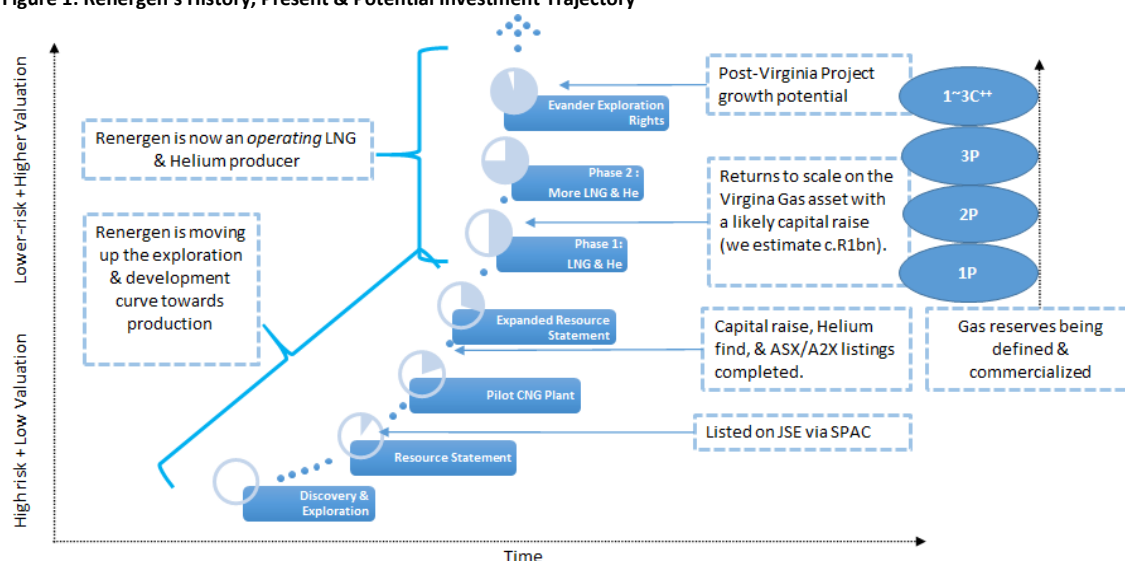 Figure 1: Renergen's History, Present & Potential Investment Trajectory
Lower-risk + Higher Valuation
High risk + Low Valuation
Renergen is now an operating LNG
& Helium producer
Renergen is moving
up the exploration
& development
curve towards
production
Evander Exploration
Rights
Phase 2 :
More LNG & He
Phase 1:
LNG & He
Expanded Resource
Statement
Pilot CNG Plant
Resource Statement
Discovery &
Exploration
Post-Virginia Project
growth potential
Returns to scale on the
Virgina Gas asset with
a likely capital raise
(we estimate c.R1bn).
Capital raise, Helium
find, & ASX/A2X listings
completed.
Listed on JSE via SPAC
1~3C++
3P
2P
1P
Gas reserves being
defined &
commercialized
Time